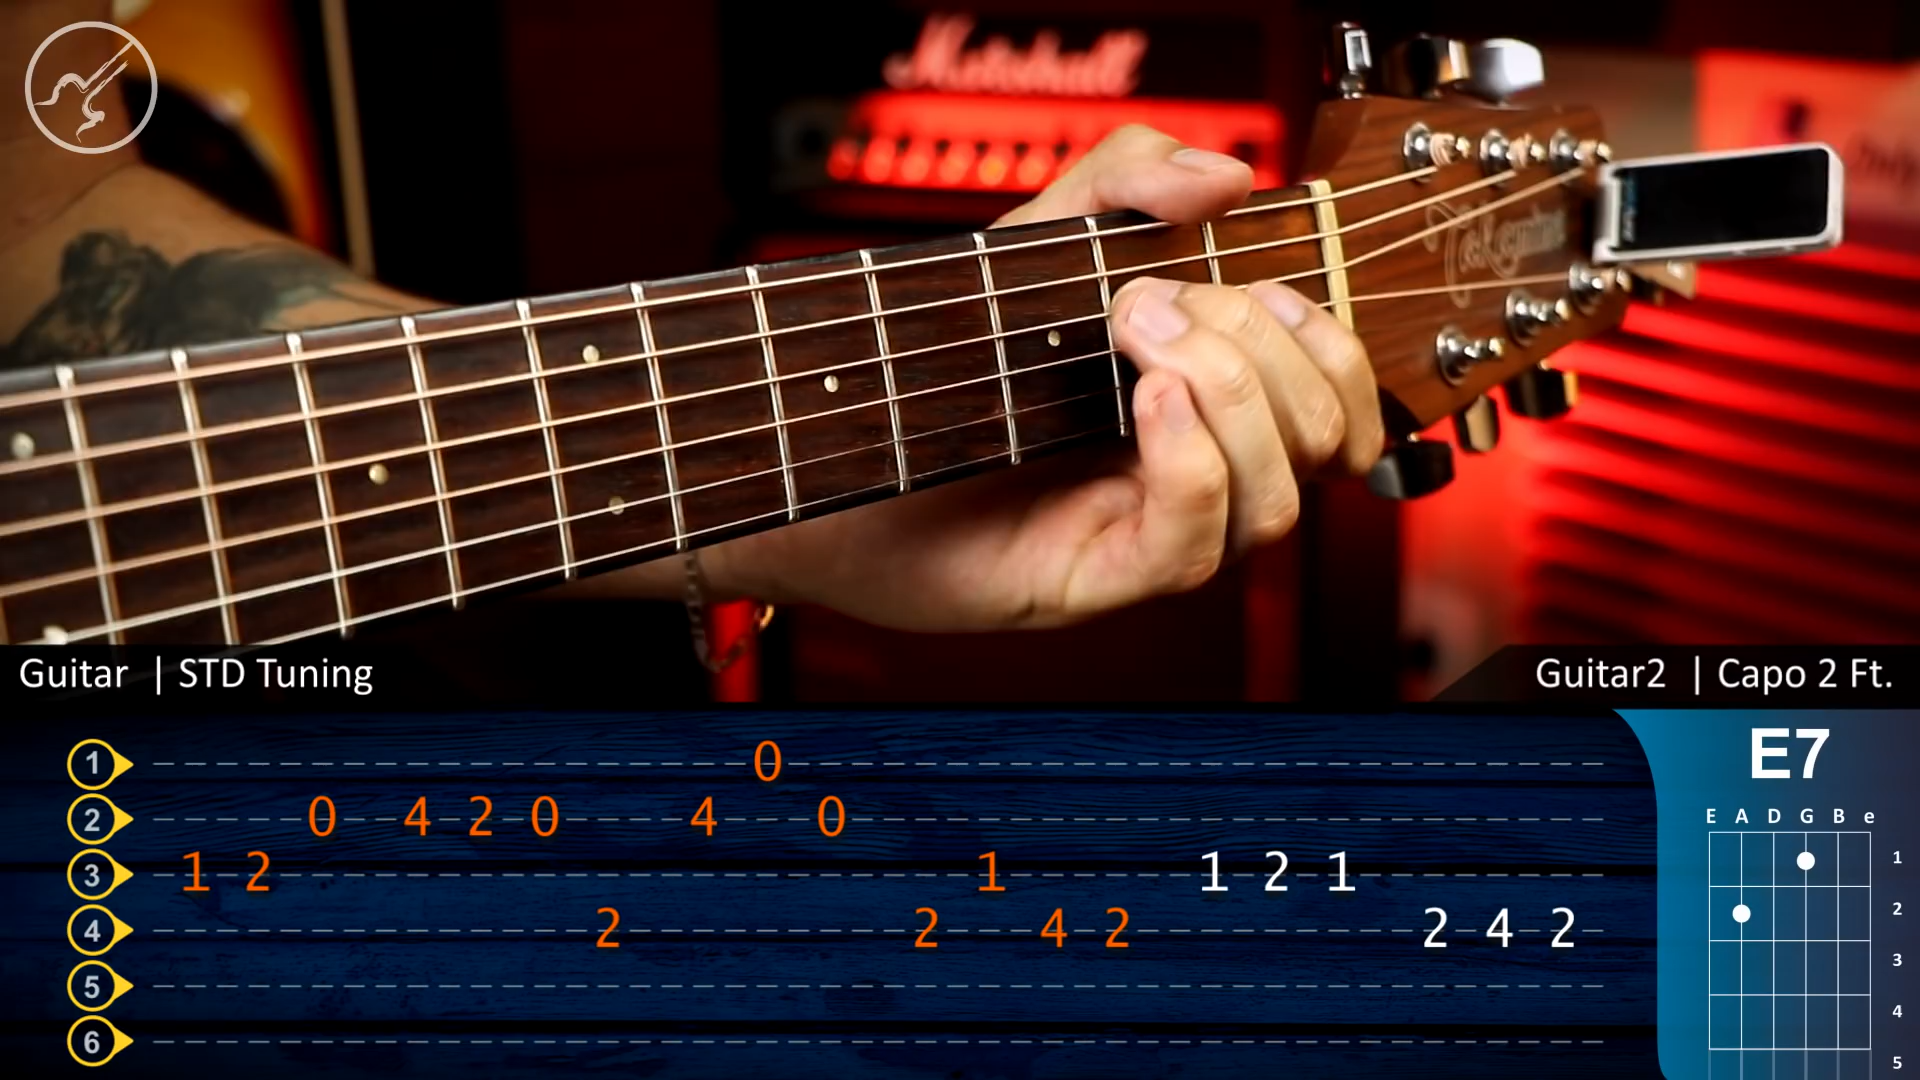 Marshall
Takamine
Guitar | STD Tuning
Guitar2 | Capo 2 Ft.
E7
E A D G B e
1
2
3
4
5
1 0
2 0 4 2 0 4 0
3 1 2 1 1 2 1
4 2 2 4 2 2 4 2
5
6